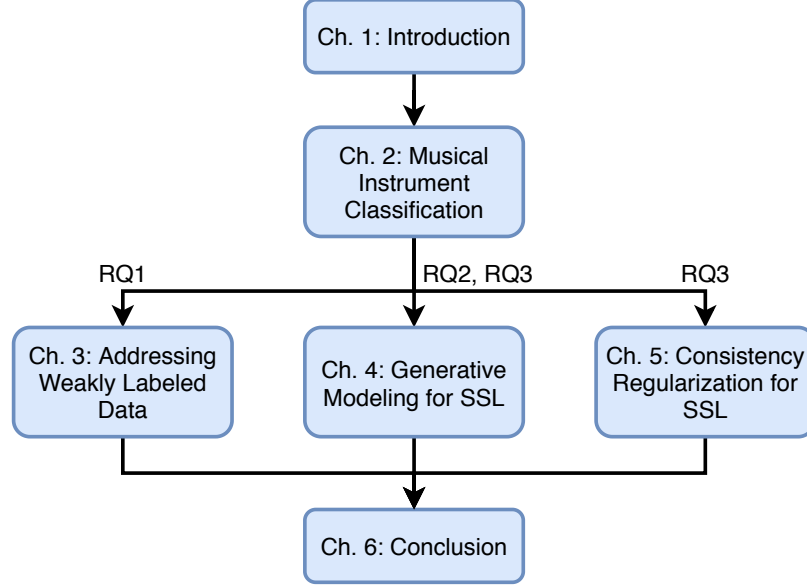 Ch. 1: Introduction
Ch. 2: Musical
Instrument
Classification
RQ1
RQ2, RQ3
RQ3
Ch. 3: Addressing
Weakly Labeled
Data
Ch. 4: Generative
Modeling for SSL
Ch. 5: Consistency
Regularization for
SSL
Ch. 6: Conclusion